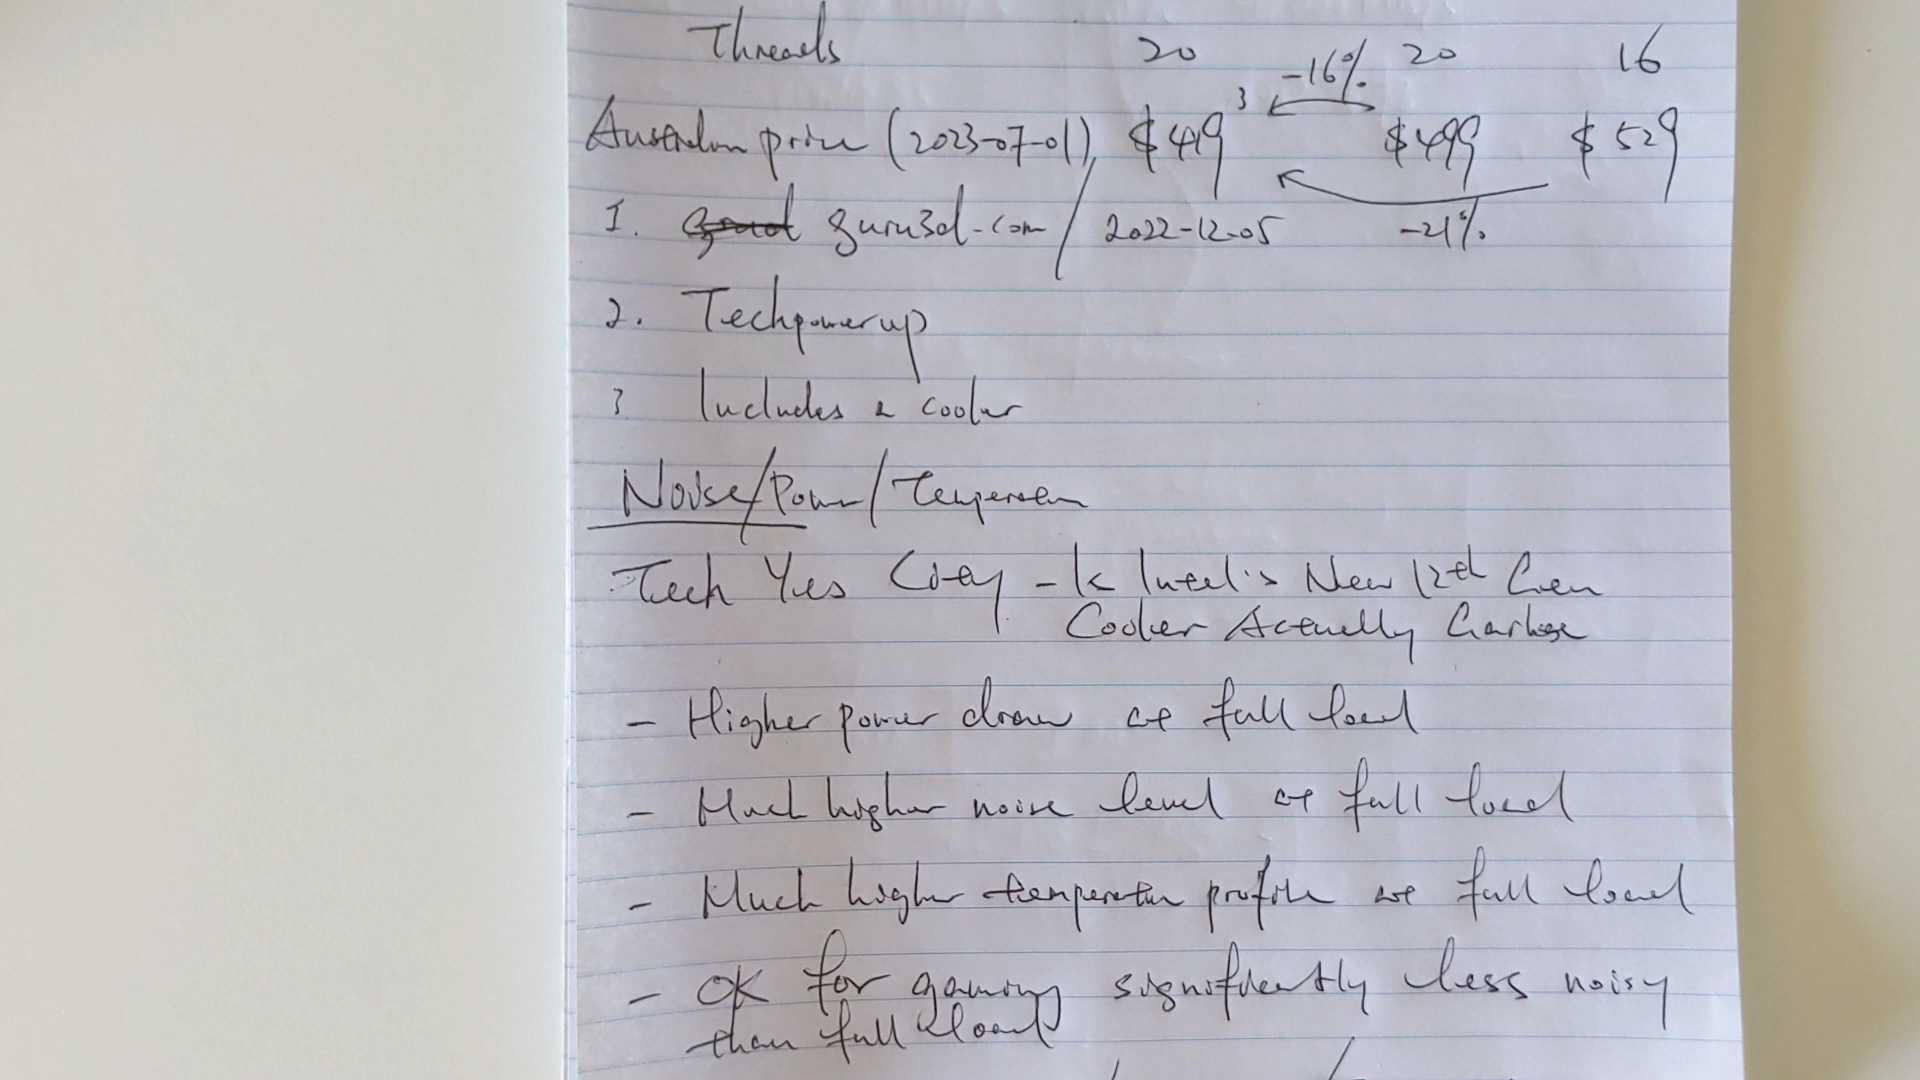 Threads 20 -16% 20 16
Australian price (2023-07-01) $419 3 $499 $529
1. guru3d.com / 2022-12-05 -21%
2. Techpowerup
3 Includes a cooler
Noise/Power/Temperature
Tech Yes City - Is Intel's New 12th Gen
Cooler Actually Garbage
- Higher power draw at full load
- Much higher noise level at full load
- Much higher temperature profile at full load
- OK for gaming significantly less noisy
than full load